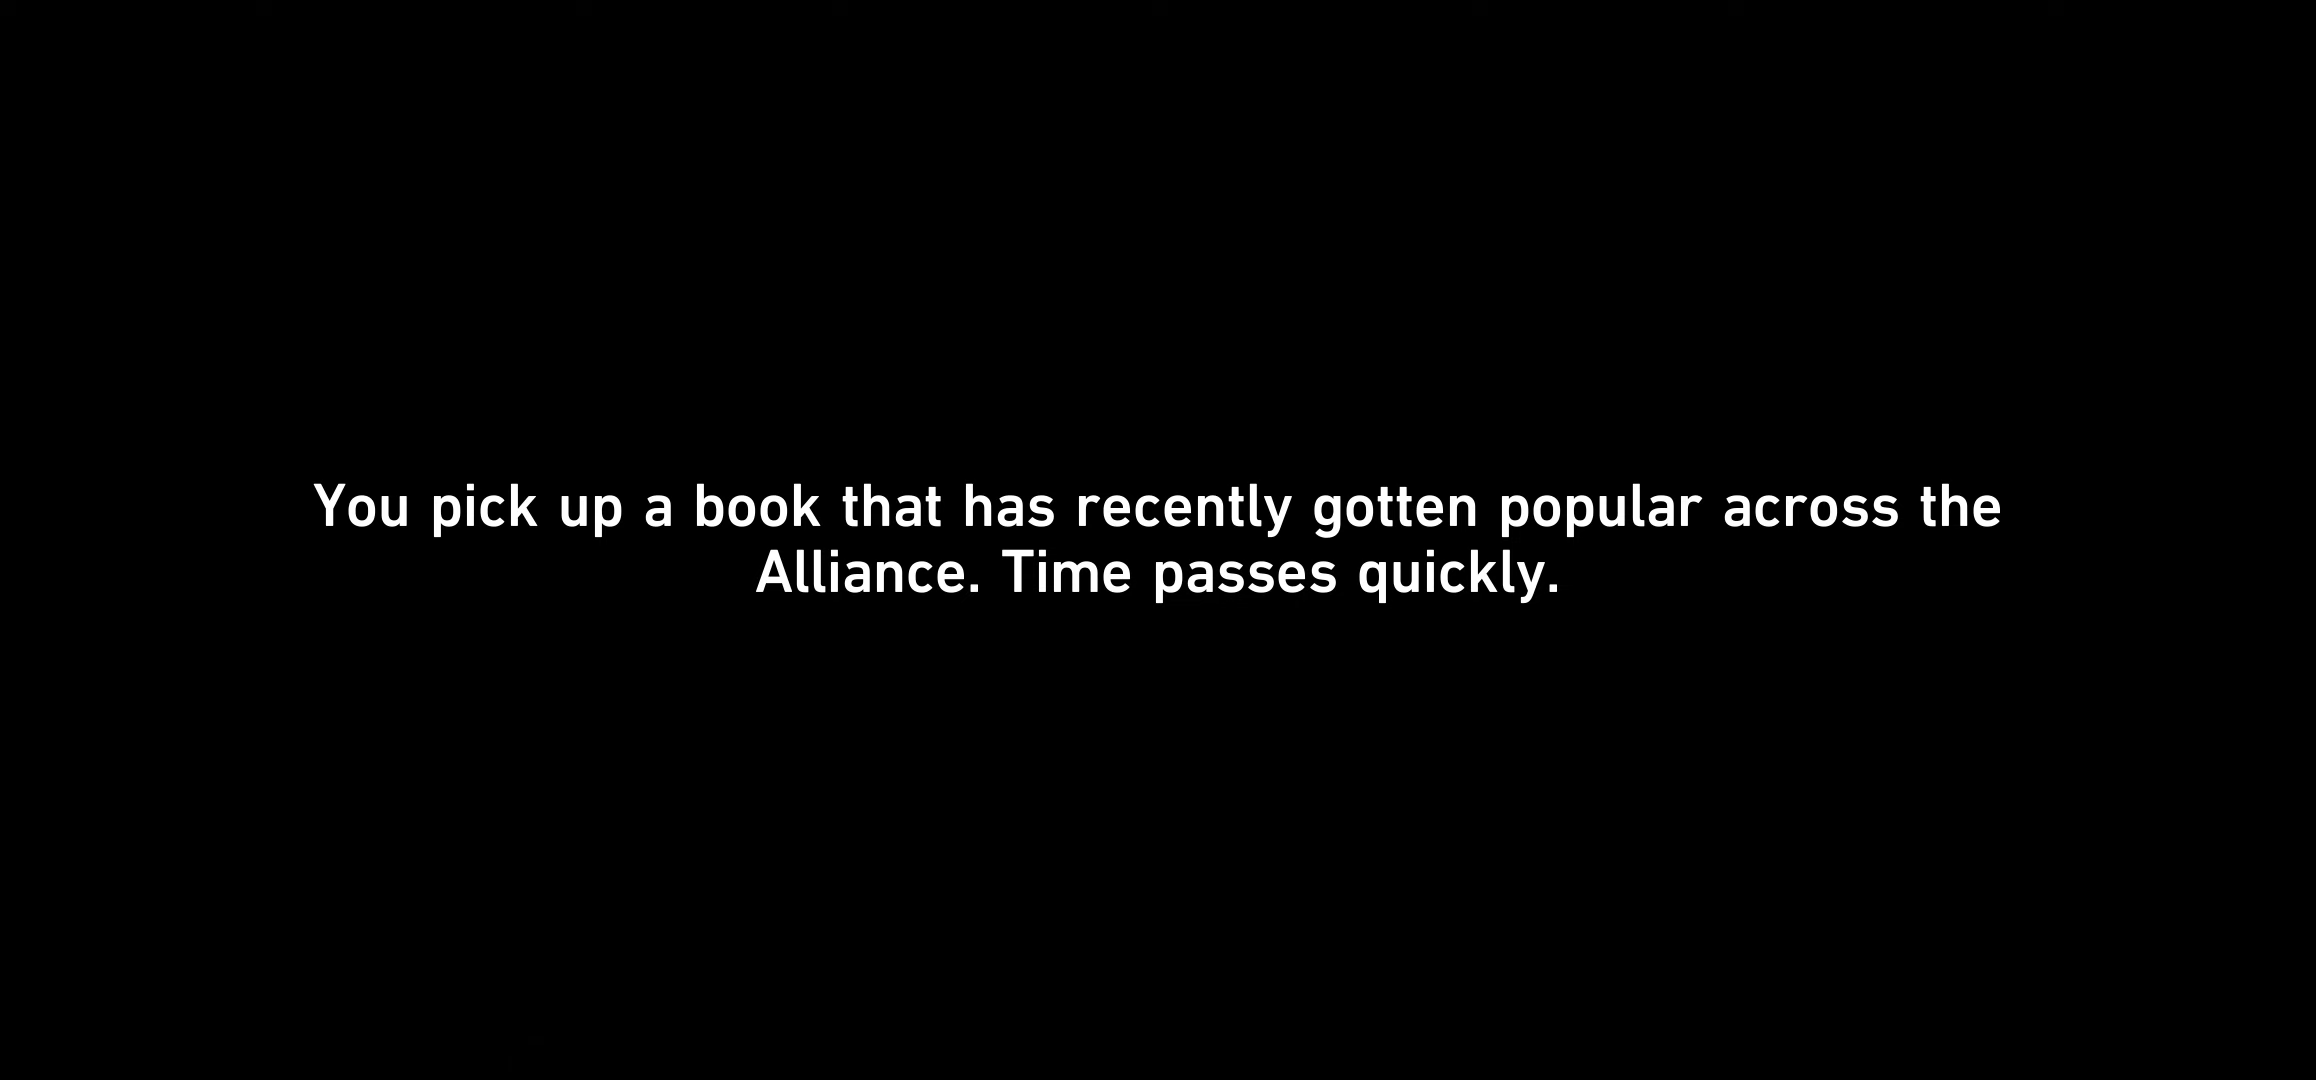 You pick up a book that has recently gotten popular across the
Alliance. Time passes quickly.